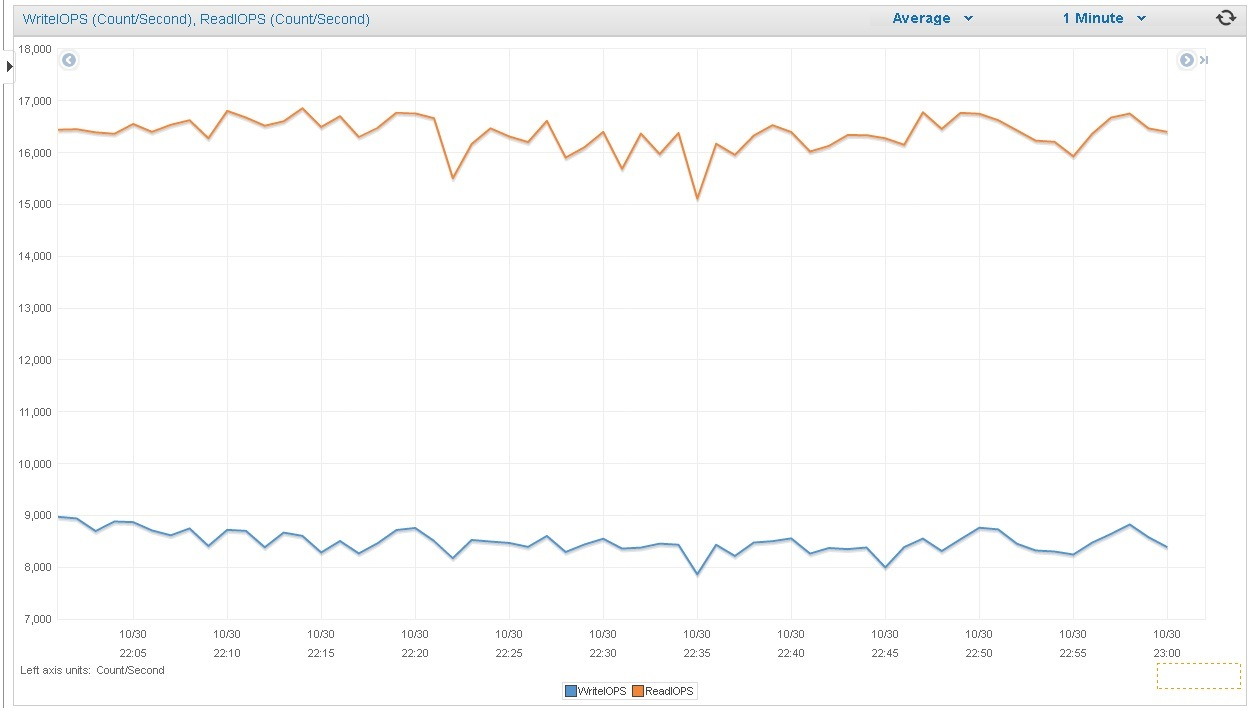 WriteIOPS (Count/Second), ReadIOPS (Count/Second) Average 1 Minute
18,000
17,000
16,000
15,000
14,000
13,000
12,000
11,000
10,000
9,000
8,000
7,000
10/30 10/30 10/30 10/30 10/30 10/30 10/30 10/30 10/30 10/30 10/30 10/30
22:05 22:10 22:15 22:20 22:25 22:30 22:35 22:40 22:45 22:50 22:55 23:00
Left axis units: Count/Second
WriteIOPS ReadIOPS